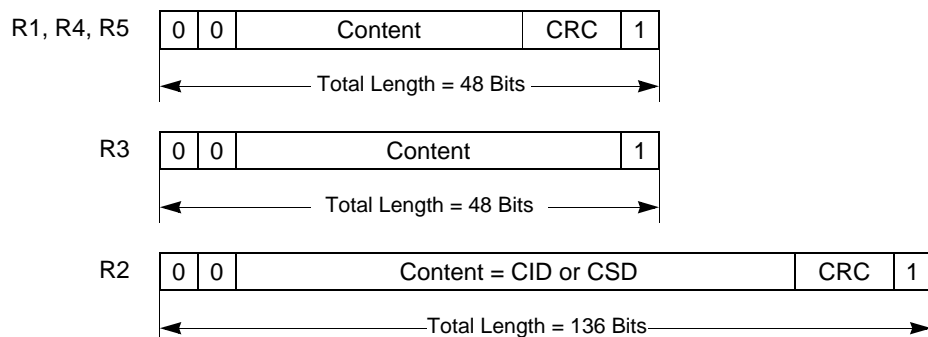 R1, R4, R5 0 0 Content CRC 1
Total Length = 48 Bits
R3 0 0 Content 1
Total Length = 48 Bits
R2 0 0 Content = CID or CSD CRC 1
Total Length = 136 Bits